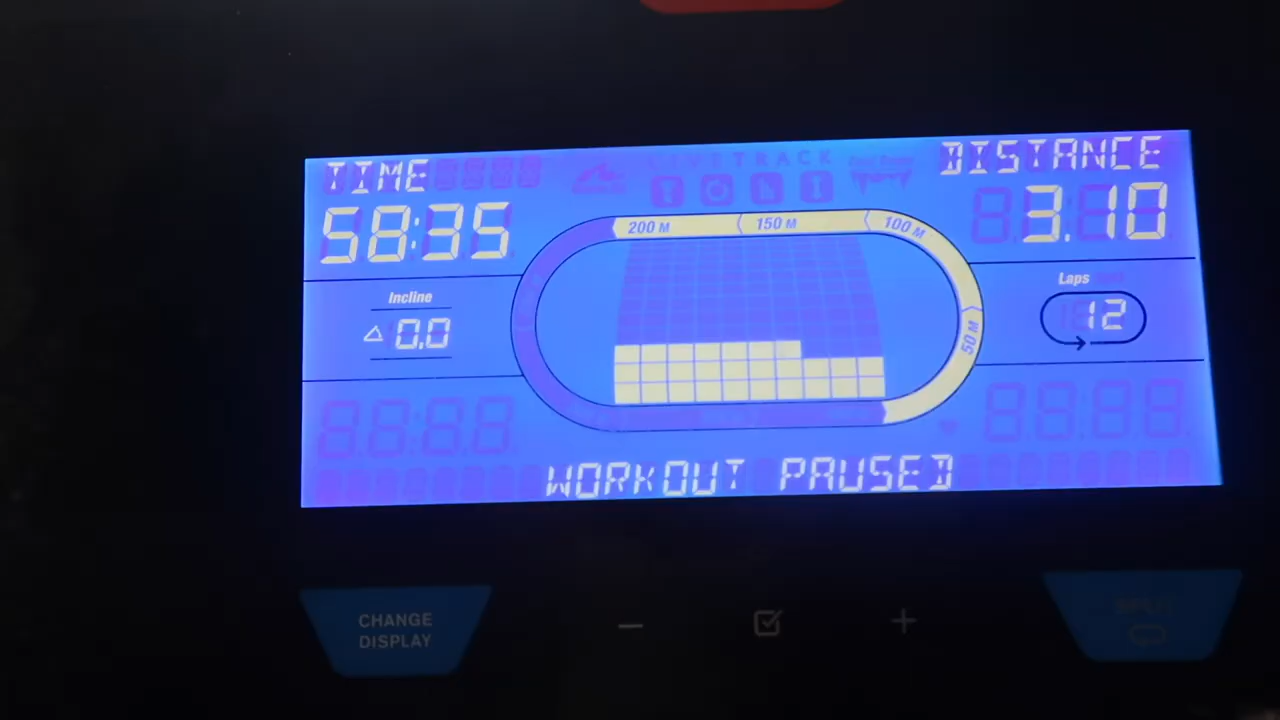 TIME
58:35
LIVETRACK
DISTANCE
3.10
200 M
150 M
100 M
50 M
Incline
0.0
Laps
12
WORKOUT PAUSED
CHANGE
DISPLAY
−
+